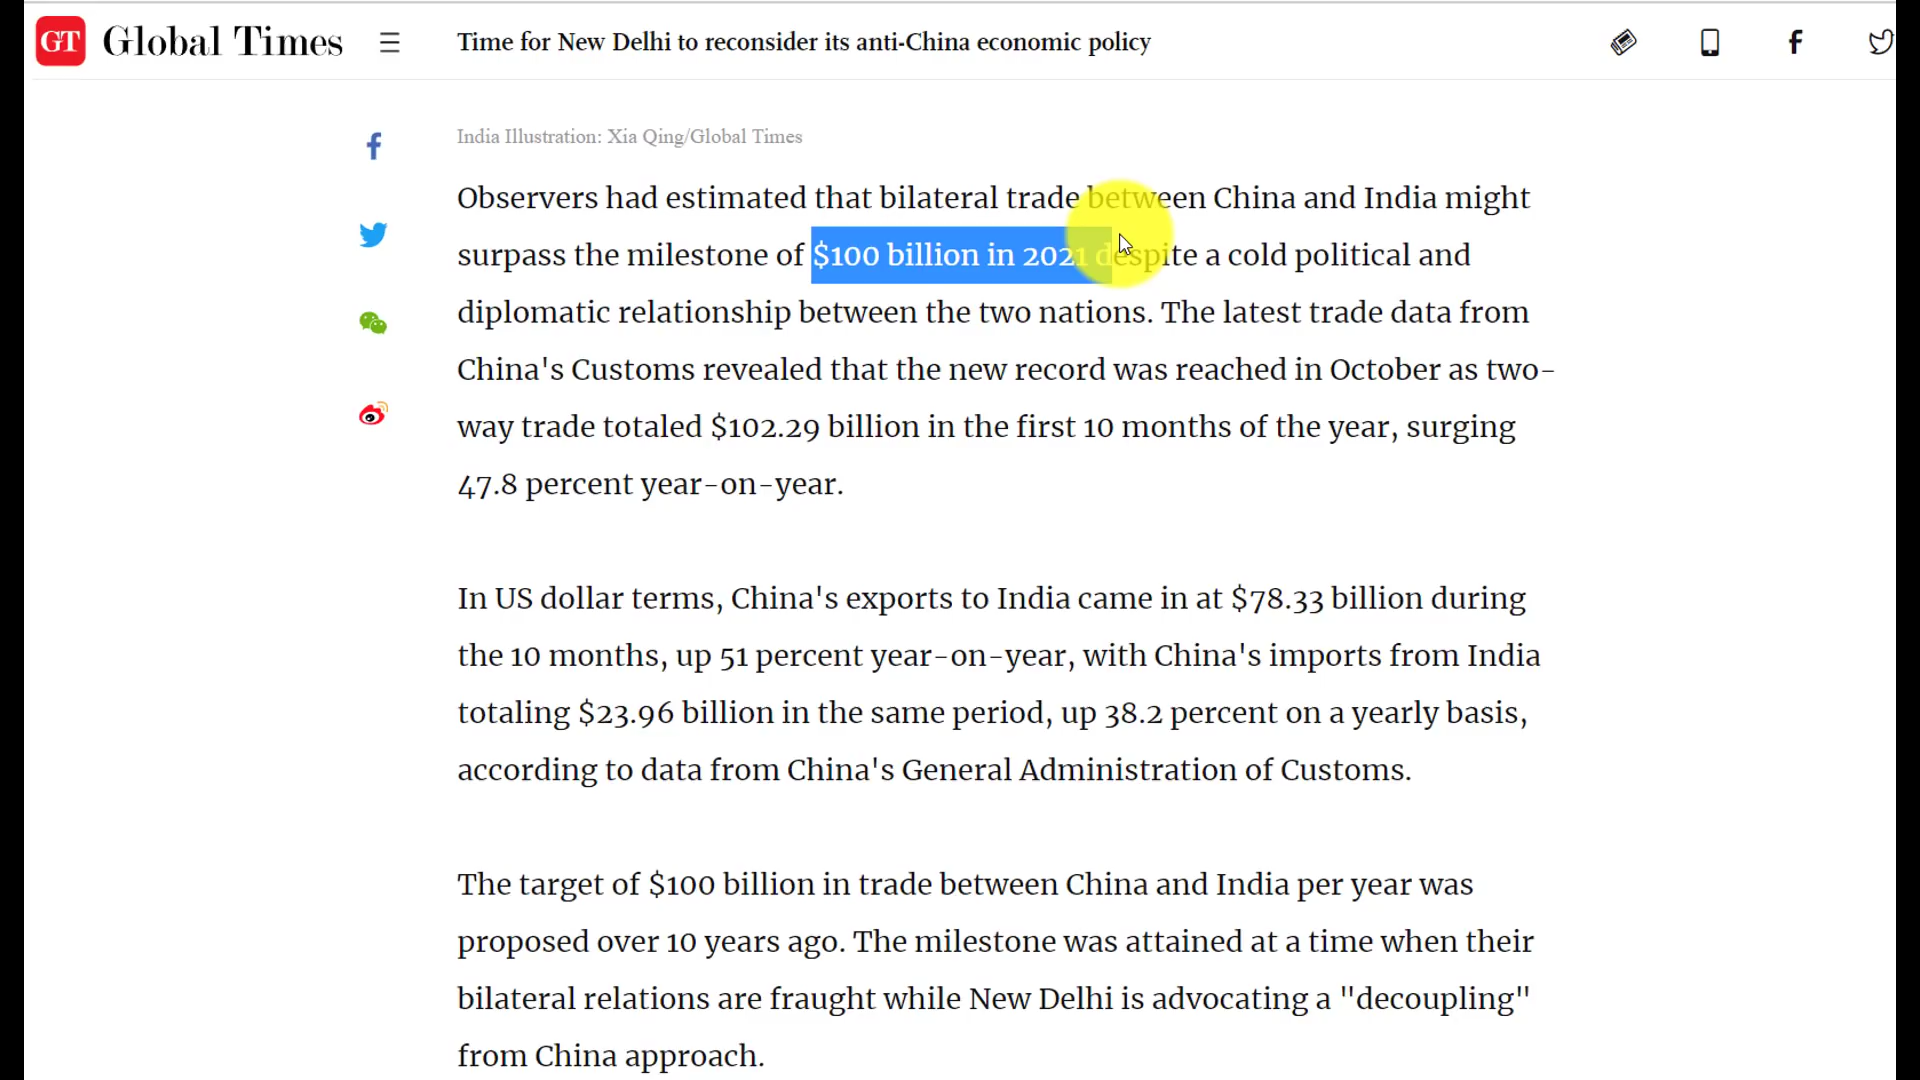 GT Global Times
Time for New Delhi to reconsider its anti-China economic policy
India Illustration: Xia Qing/Global Times
Observers had estimated that bilateral trade between China and India might
surpass the milestone of $100 billion in 2021 despite a cold political and
diplomatic relationship between the two nations. The latest trade data from
China's Customs revealed that the new record was reached in October as two-
way trade totaled $102.29 billion in the first 10 months of the year, surging
47.8 percent year-on-year.
In US dollar terms, China's exports to India came in at $78.33 billion during
the 10 months, up 51 percent year-on-year, with China's imports from India
totaling $23.96 billion in the same period, up 38.2 percent on a yearly basis,
according to data from China's General Administration of Customs.
The target of $100 billion in trade between China and India per year was
proposed over 10 years ago. The milestone was attained at a time when their
bilateral relations are fraught while New Delhi is advocating a "decoupling"
from China approach.